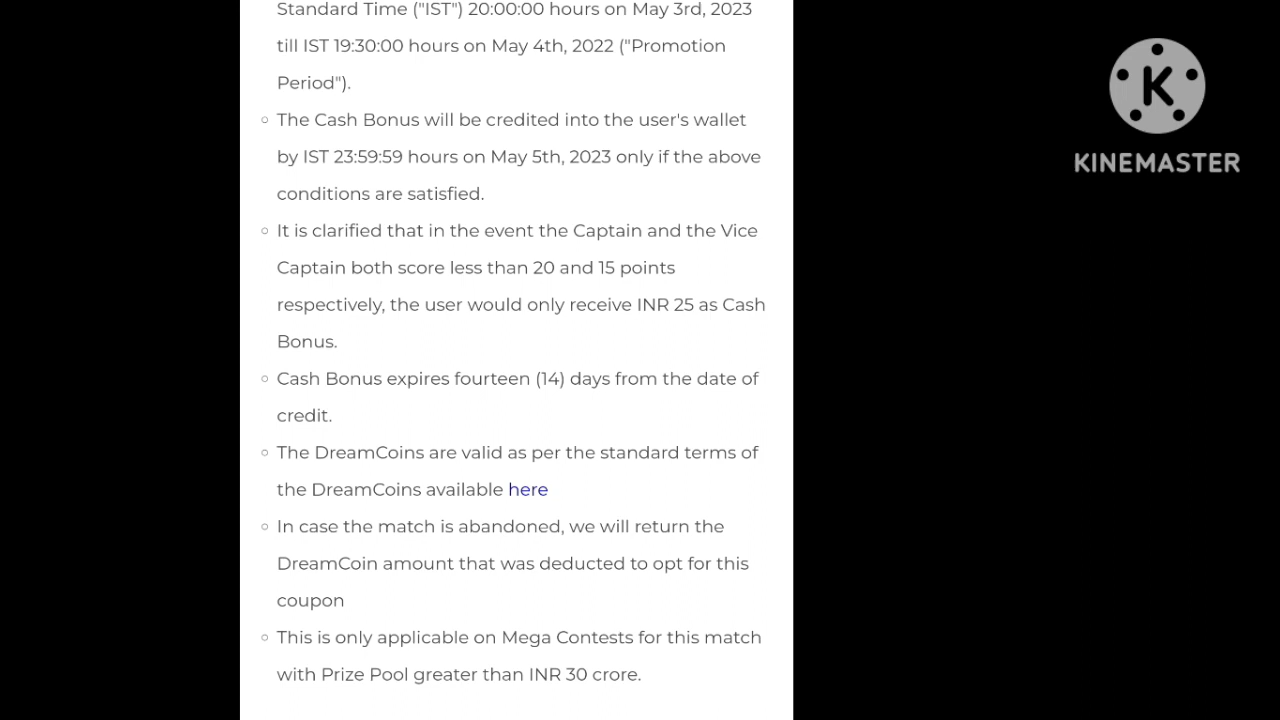 Standard Time ("IST") 20:00:00 hours on May 3rd, 2023
till IST 19:30:00 hours on May 4th, 2022 ("Promotion
Period").
The Cash Bonus will be credited into the user's wallet
by IST 23:59:59 hours on May 5th, 2023 only if the above
conditions are satisfied.
It is clarified that in the event the Captain and the Vice
Captain both score less than 20 and 15 points
respectively, the user would only receive INR 25 as Cash
Bonus.
Cash Bonus expires fourteen (14) days from the date of
credit.
The DreamCoins are valid as per the standard terms of
the DreamCoins available here
In case the match is abandoned, we will return the
DreamCoin amount that was deducted to opt for this
coupon
This is only applicable on Mega Contests for this match
with Prize Pool greater than INR 30 crore.
K
KINEMASTER